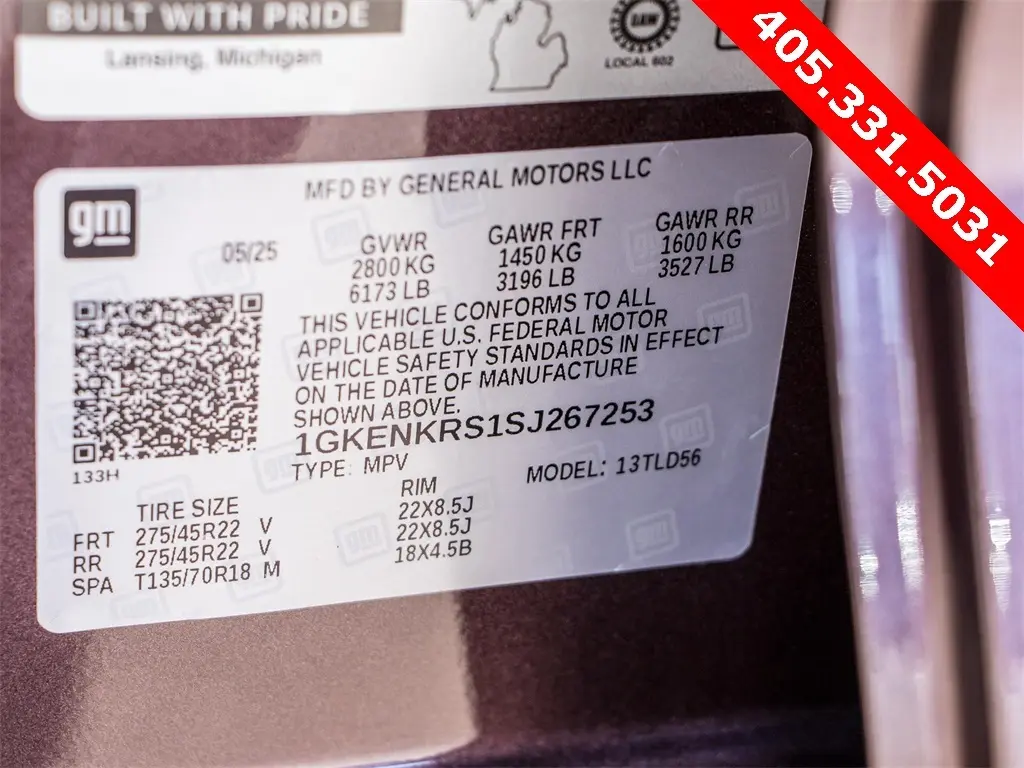 BUILT WITH PRIDE
Lansing, Michigan
UAW
LOCAL 602
405.331.5031
gm
MFD BY GENERAL MOTORS LLC
05/25
GVWR
2800 KG
6173 LB
GAWR FRT
1450 KG
3196 LB
GAWR RR
1600 KG
3527 LB
THIS VEHICLE CONFORMS TO ALL
APPLICABLE U.S. FEDERAL MOTOR
VEHICLE SAFETY STANDARDS IN EFFECT
ON THE DATE OF MANUFACTURE
SHOWN ABOVE.
1GKENKRS1SJ267253
TYPE: MPV
MODEL: 13TLD56
133H
TIRE SIZE
RIM
FRT 275/45R22 V 22X8.5J
RR 275/45R22 V 22X8.5J
SPA T135/70R18 M 18X4.5B